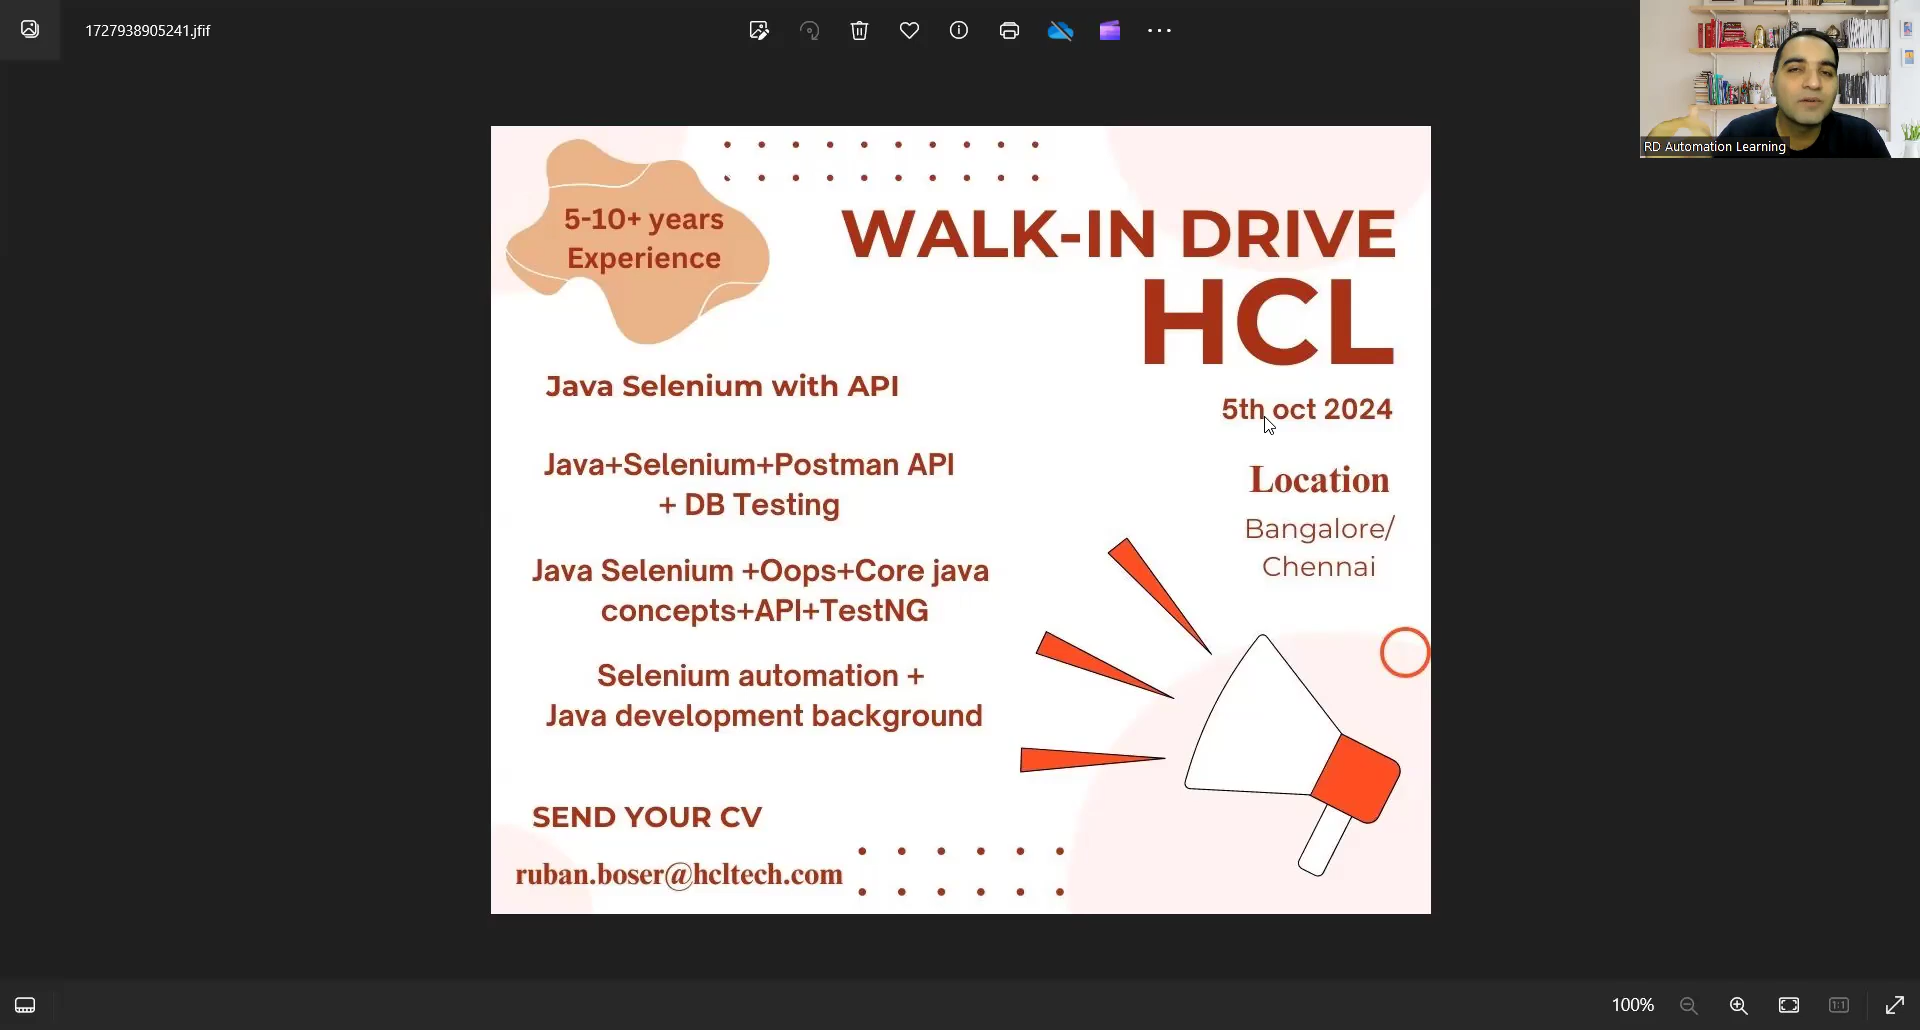 1727938905241.jfif
RD Automation Learning
5-10+ years
Experience
WALK-IN DRIVE
HCL
5th oct 2024
Location
Bangalore/
Chennai
Java Selenium with API
Java+Selenium+Postman API
+ DB Testing
Java Selenium +Oops+Core java
concepts+API+TestNG
Selenium automation +
Java development background
SEND YOUR CV
ruban.boser@hcltech.com
100%
1:1